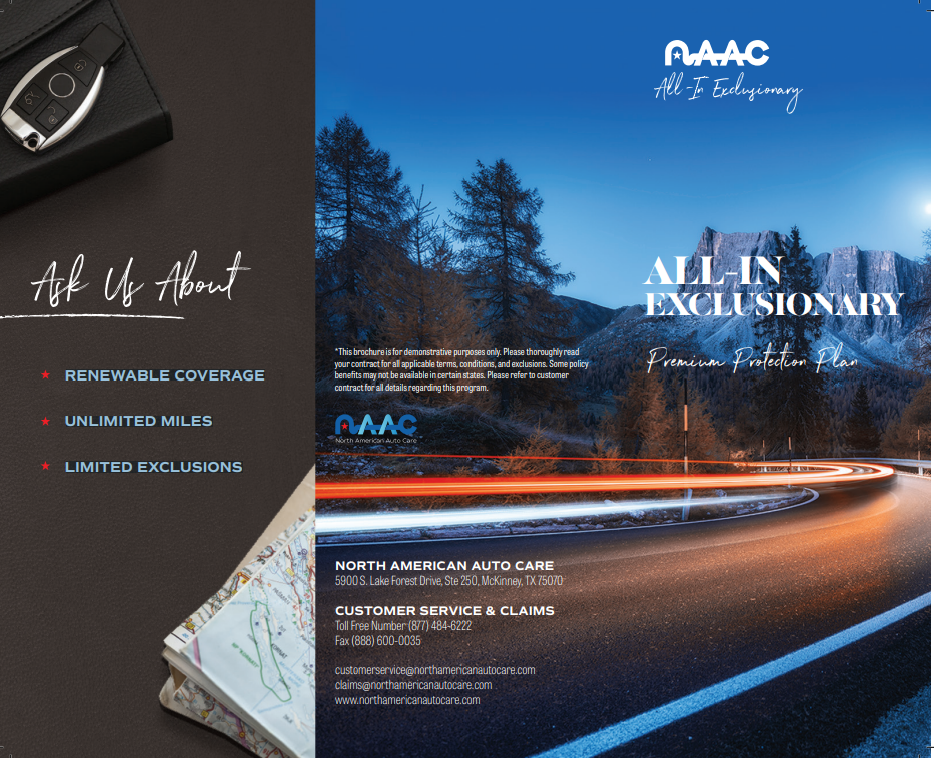 Ask Us About
RENEWABLE COVERAGE
UNLIMITED MILES
LIMITED EXCLUSIONS
*This brochure is for demonstrative purposes only. Please thoroughly read
your contract for all applicable terms, conditions, and exclusions. Some policy
benefits may not be available in certain states. Please refer to customer
contract for all details regarding this program.
NAAC
North American Auto Care
NORTH AMERICAN AUTO CARE
5900 S. Lake Forest Drive, Ste 250, McKinney, TX 75070
CUSTOMER SERVICE & CLAIMS
Toll Free Number (877) 484-6222
Fax (888) 600-0035
customerservice@northamericanautocare.com
claims@northamericanautocare.com
www.northamericanautocare.com
NAAC
All-In Exclusionary
ALL-IN
EXCLUSIONARY
Premium Protection Plan